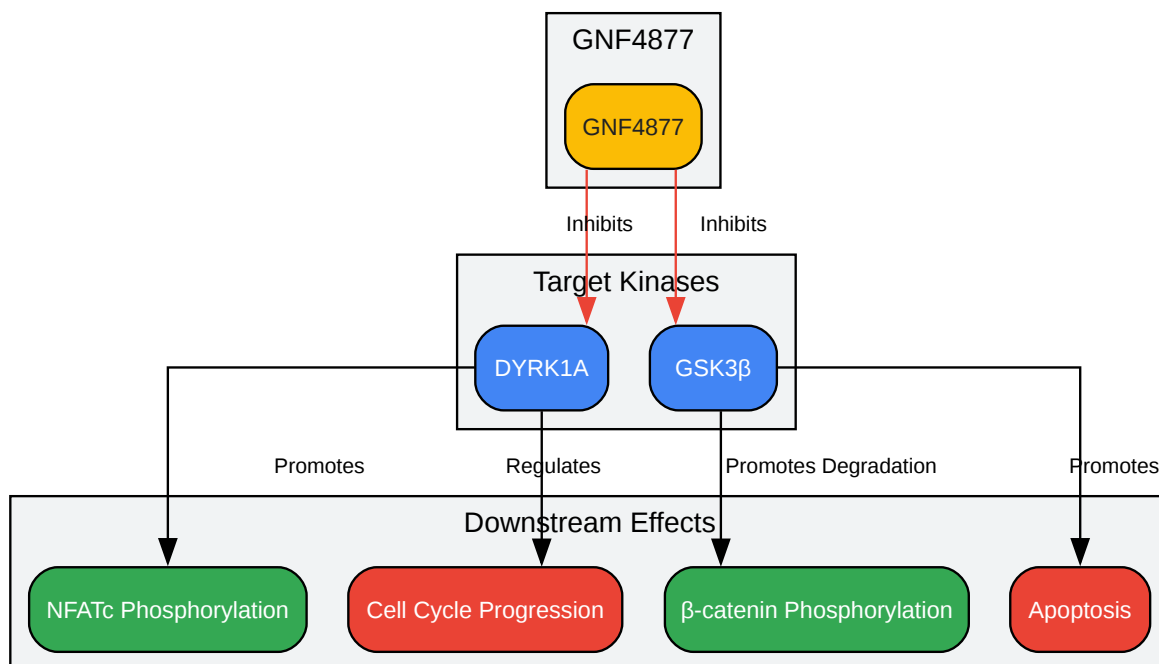 GNF4877
GNF4877
Inhibits
Inhibits
Target Kinases
DYRK1A
GSK3β
Promotes
Regulates
Promotes Degradation
Promotes
Downstream Effects
NFATc Phosphorylation
Cell Cycle Progression
β-catenin Phosphorylation
Apoptosis